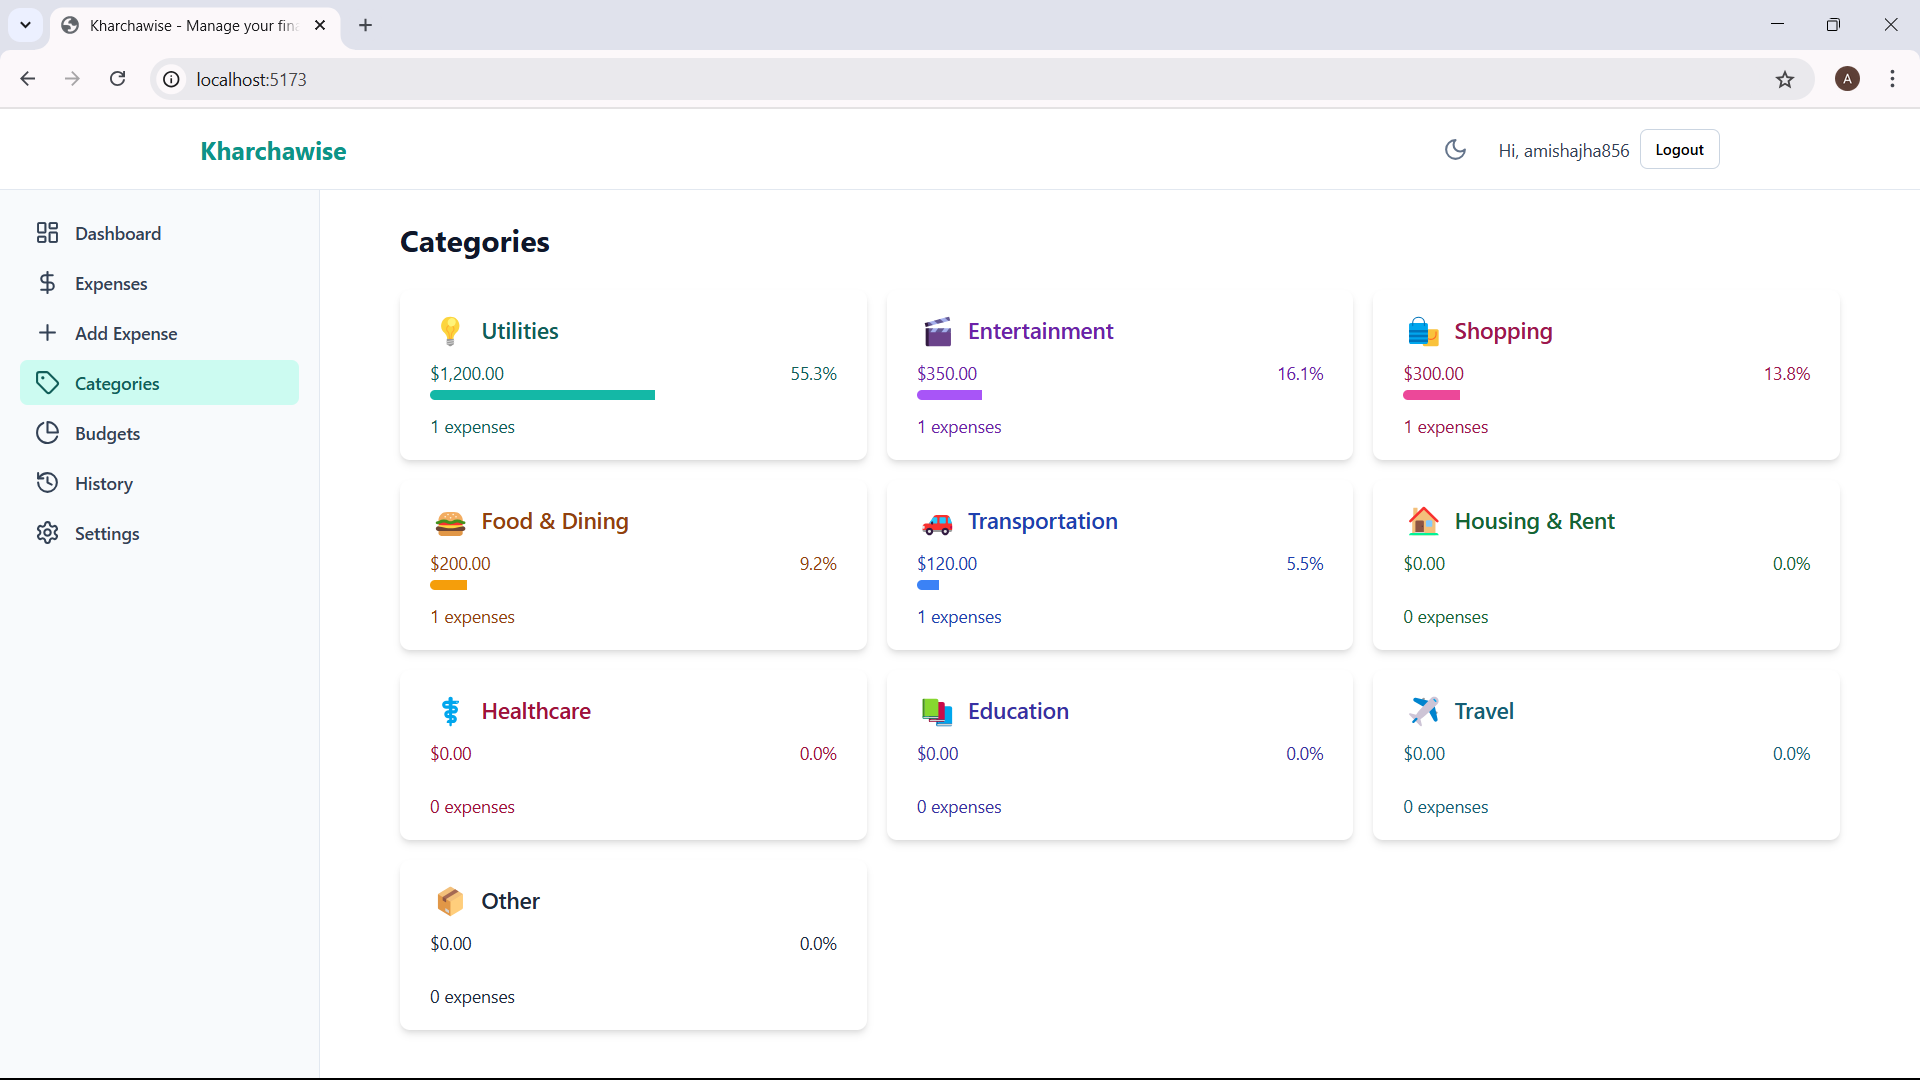 Kharchawise - Manage your fin
localhost:5173
A
Kharchawise
Hi, amishajha856
Logout
Dashboard
Expenses
Add Expense
Categories
Budgets
History
Settings
Categories
Utilities
$1,200.00 55.3%
1 expenses
Entertainment
$350.00 16.1%
1 expenses
Shopping
$300.00 13.8%
1 expenses
Food & Dining
$200.00 9.2%
1 expenses
Transportation
$120.00 5.5%
1 expenses
Housing & Rent
$0.00 0.0%
0 expenses
Healthcare
$0.00 0.0%
0 expenses
Education
$0.00 0.0%
0 expenses
Travel
$0.00 0.0%
0 expenses
Other
$0.00 0.0%
0 expenses